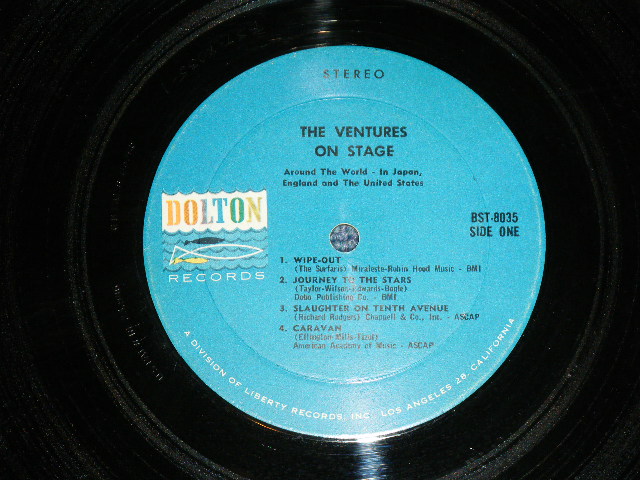 STEREO
THE VENTURES
ON STAGE
Around The World - In Japan,
England and The United States
DOLTON
RECORDS
BST-8035
SIDE ONE
1. WIPE-OUT
(The Surfaris) Miraleste-Robin Hood Music - BMI
2. JOURNEY TO THE STARS
(Taylor-Wilson-Edwards-Bogle)
Dobo Publishing Co. - BMI
3. SLAUGHTER ON TENTH AVENUE
(Richard Rodgers) Chappell & Co., Inc. - ASCAP
4. CARAVAN
(Ellington-Mills-Tizol)
American Academy of Music - ASCAP
A DIVISION OF LIBERTY RECORDS, INC., LOS ANGELES 28, CALIFORNIA